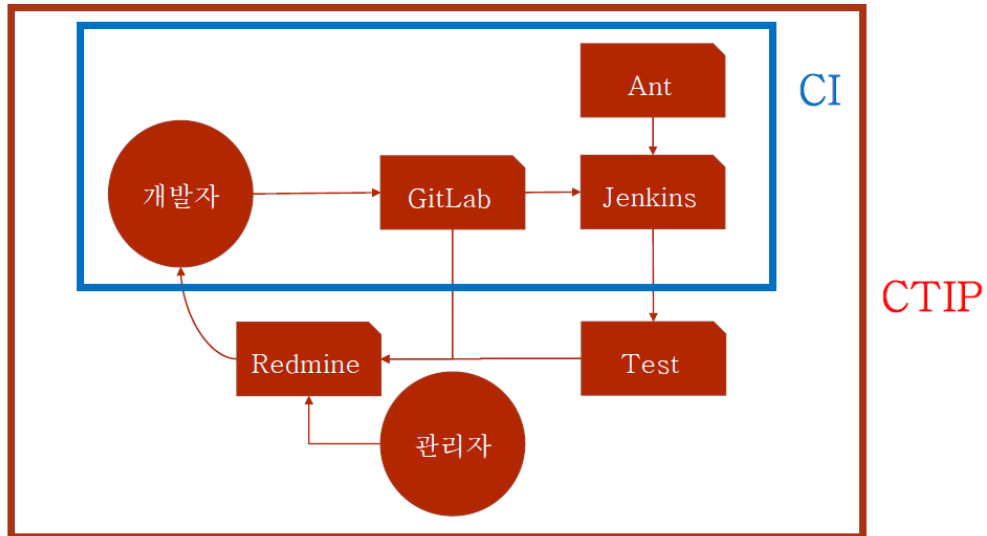 Ant
CI
개발자
GitLab
Jenkins
CTIP
Redmine
Test
관리자